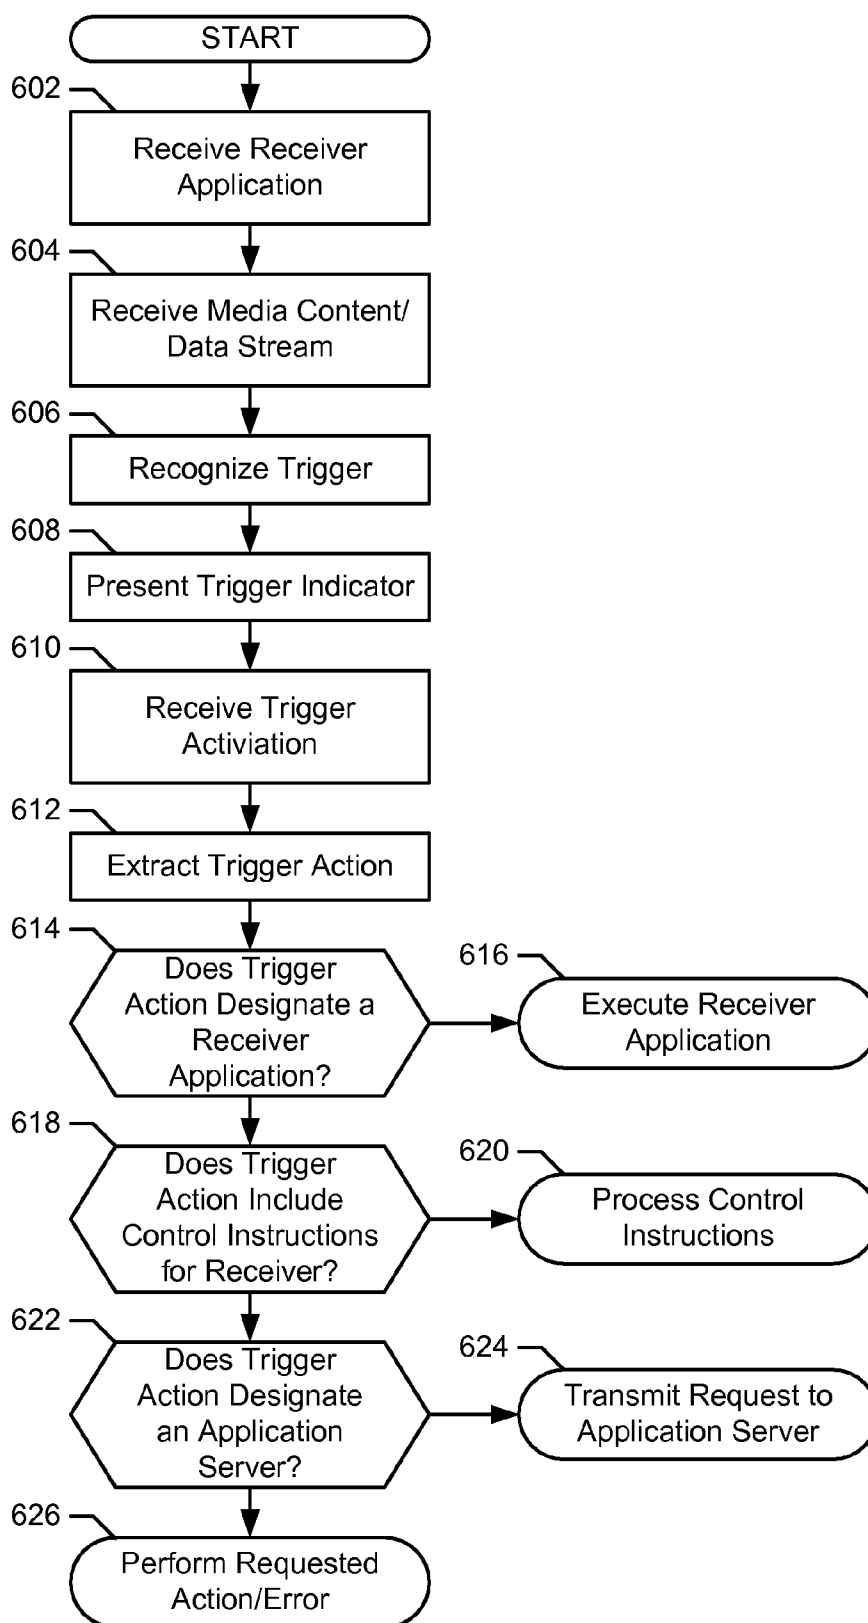 START
602
Receive Receiver
Application
604
Receive Media Content/
Data Stream
606
Recognize Trigger
608
Present Trigger Indicator
610
Receive Trigger
Activiation
612
Extract Trigger Action
614
Does Trigger
Action Designate a
Receiver
Application?
616
Execute Receiver
Application
618
Does Trigger
Action Include
Control Instructions
for Receiver?
620
Process Control
Instructions
622
Does Trigger
Action Designate
an Application
Server?
624
Transmit Request to
Application Server
626
Perform Requested
Action/Error